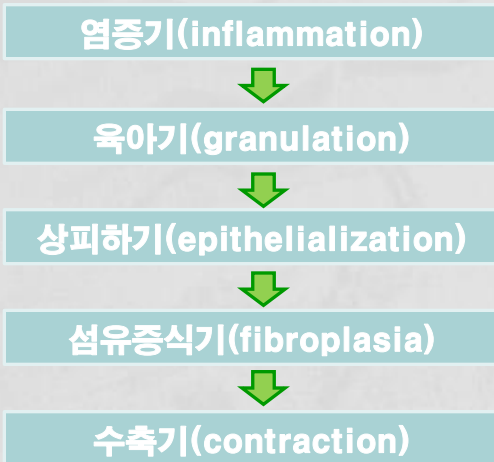 염증기(inflammation)
육아기(granulation)
상피하기(epithelialization)
섬유증식기(fibroplasia)
수축기(contraction)